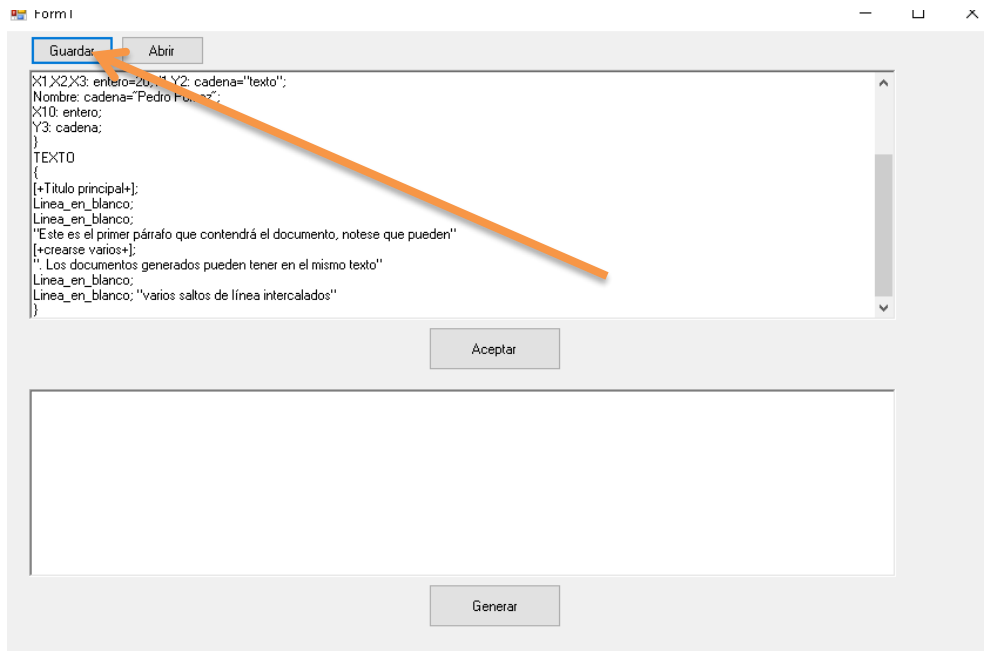 Form1
Guardar Abrir
X1,X2,X3: entero=20;Y1,Y2: cadena="texto";
Nombre: cadena="Pedro
X10: entero;
Y3: cadena;
}
TEXTO
{
[+Titulo principal+];
Linea_en_blanco;
Linea_en_blanco;
"Este es el primer párrafo que contendrá el documento, notese que pueden"
[+crearse varios+];
". Los documentos generados pueden tener en el mismo texto"
Linea_en_blanco;
Linea_en_blanco; "varios saltos de línea intercalados"
}
Aceptar
Generar